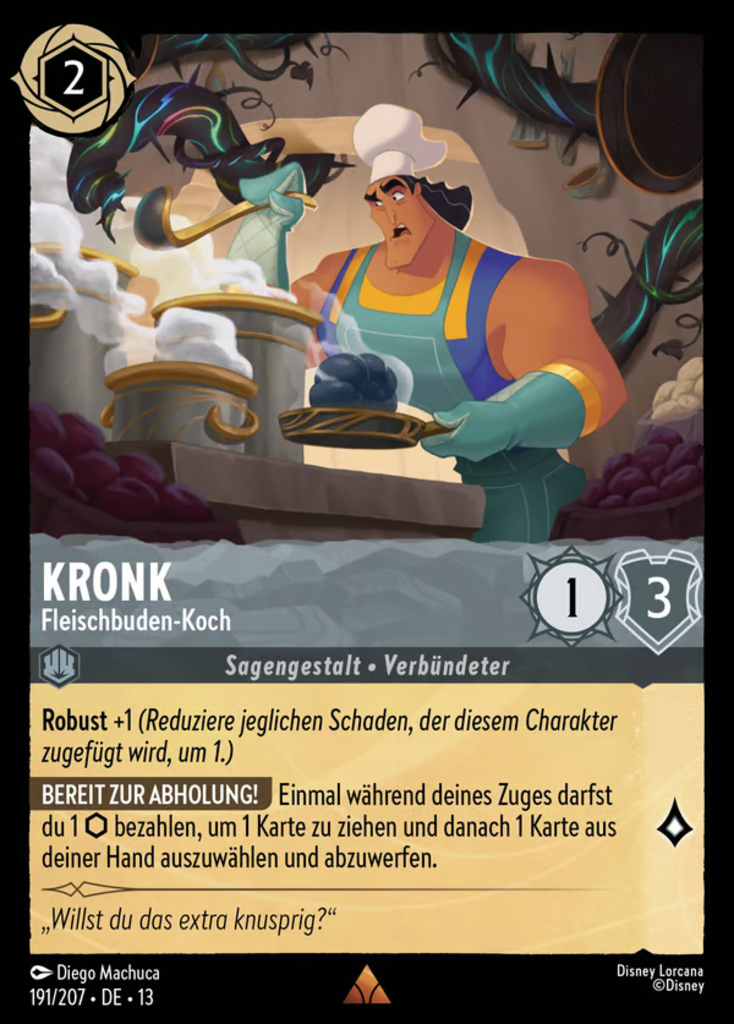 2
KRONK
Fleischbuden-Koch
1
3
Sagengestalt • Verbündeter
Robust +1 (Reduziere jeglichen Schaden, der diesem Charakter
zugefügt wird, um 1.)
BEREIT ZUR ABHOLUNG! Einmal während deines Zuges darfst
du 1 ⬡ bezahlen, um 1 Karte zu ziehen und danach 1 Karte aus
deiner Hand auszuwählen und abzuwerfen.
„Willst du das extra knusprig?“
Diego Machuca
191/207 • DE • 13
Disney Lorcana
©Disney